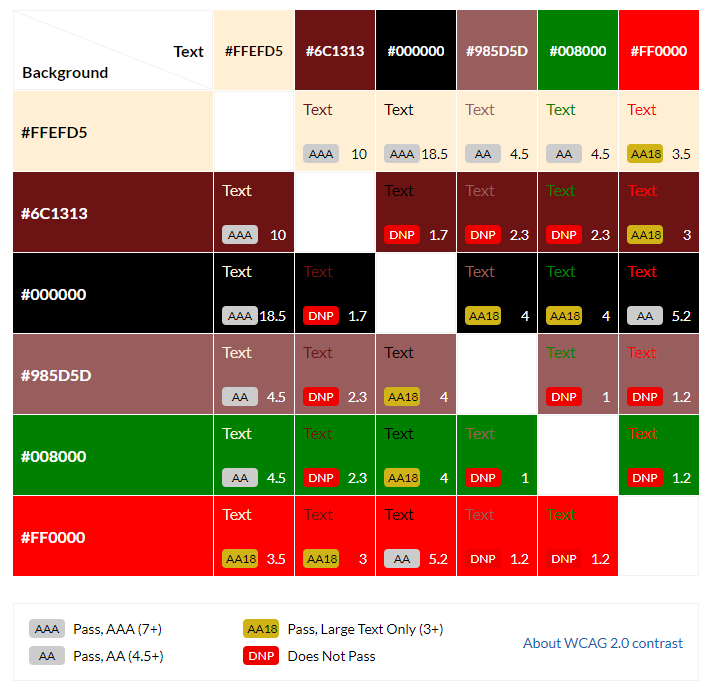 Text
Background
#FFEFD5 #6C1313 #000000 #985D5D #008000 #FF0000
#FFEFD5
Text Text Text Text Text
AAA 10 AAA 18.5 AA 4.5 AA 4.5 AA18 3.5
#6C1313
Text Text Text Text Text
AAA 10 DNP 1.7 DNP 2.3 DNP 2.3 AA18 3
#000000
Text Text Text Text Text
AAA 18.5 DNP 1.7 AA18 4 AA18 4 AA 5.2
#985D5D
Text Text Text Text Text
AA 4.5 DNP 2.3 AA18 4 DNP 1 DNP 1.2
#008000
Text Text Text Text Text
AA 4.5 DNP 2.3 AA18 4 DNP 1 DNP 1.2
#FF0000
Text Text Text Text Text
AA18 3.5 AA18 3 AA 5.2 DNP 1.2 DNP 1.2
AAA Pass, AAA (7+) AA18 Pass, Large Text Only (3+)
About WCAG 2.0 contrast
AA Pass, AA (4.5+) DNP Does Not Pass